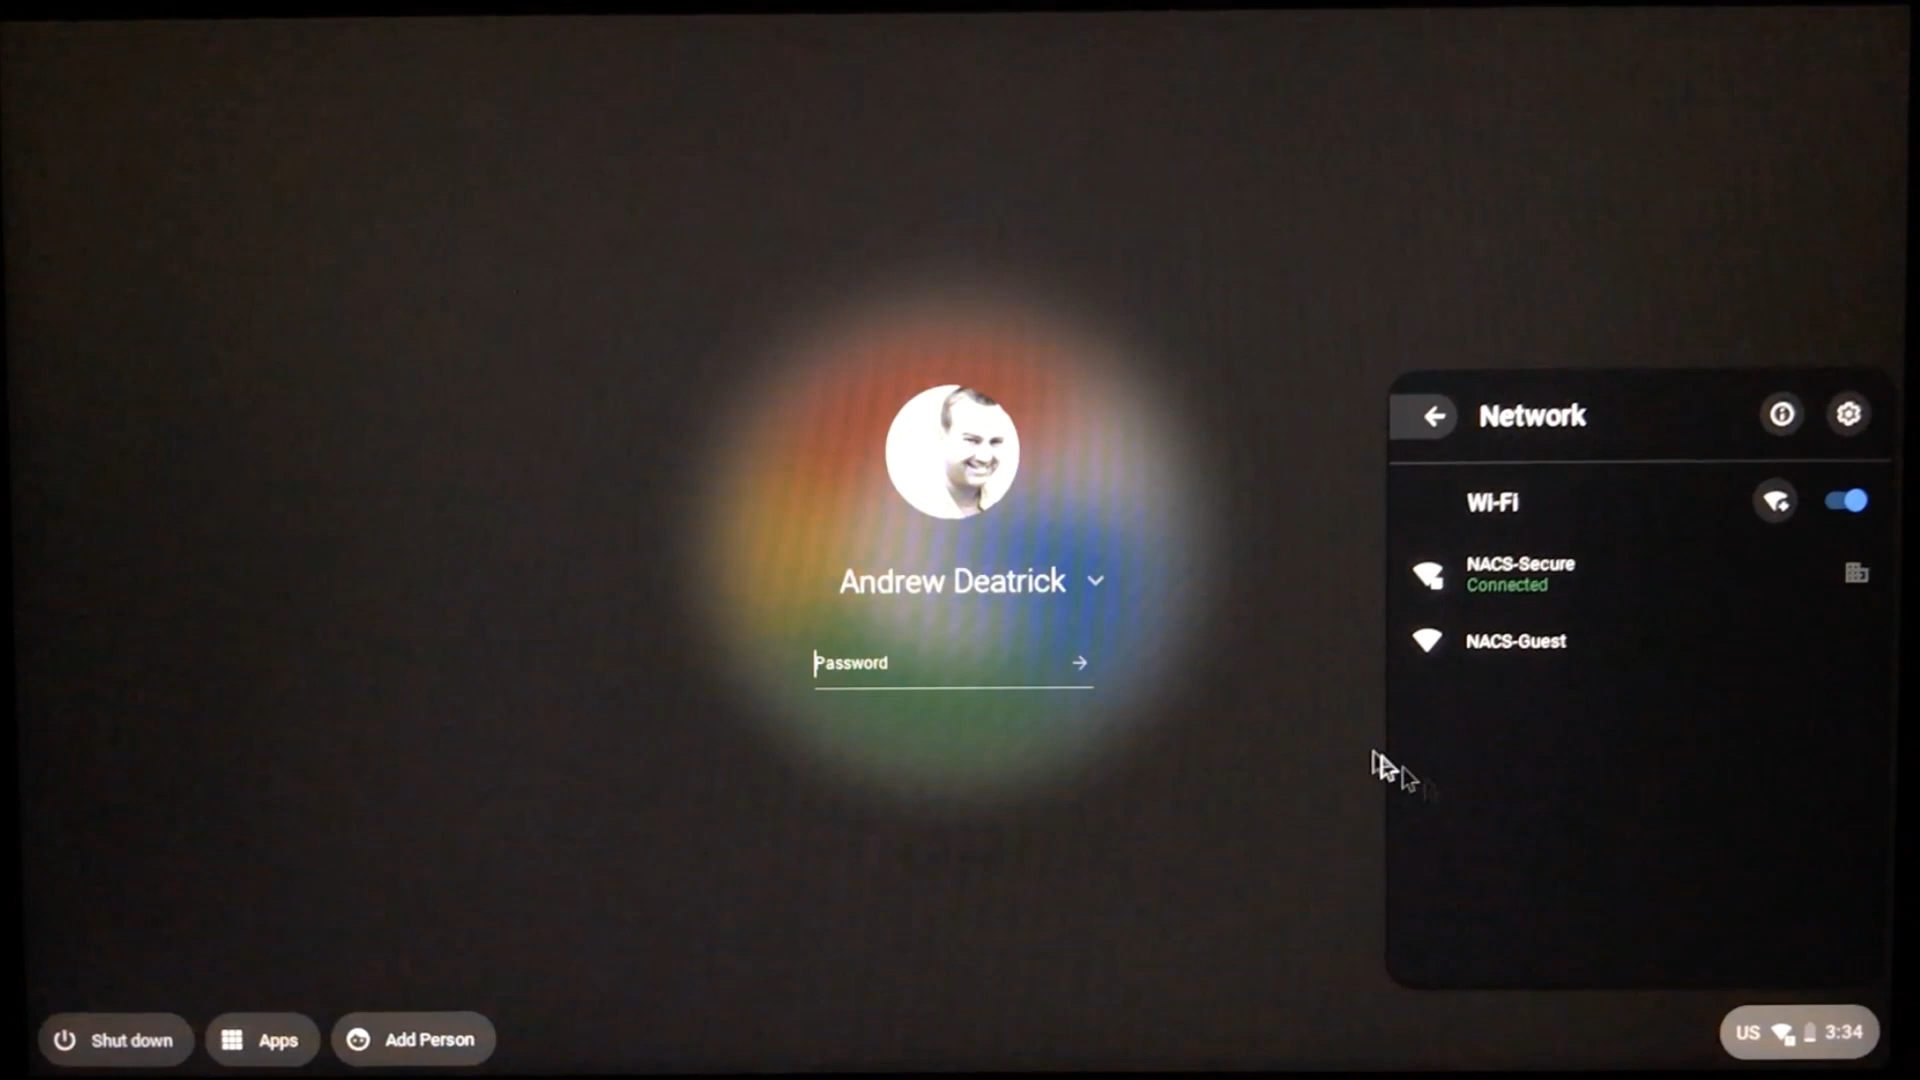 Network
Wi-Fi
NACS-Secure
Connected
NACS-Guest
Andrew Deatrick
Password
Shut down
Apps
Add Person
US
3:34